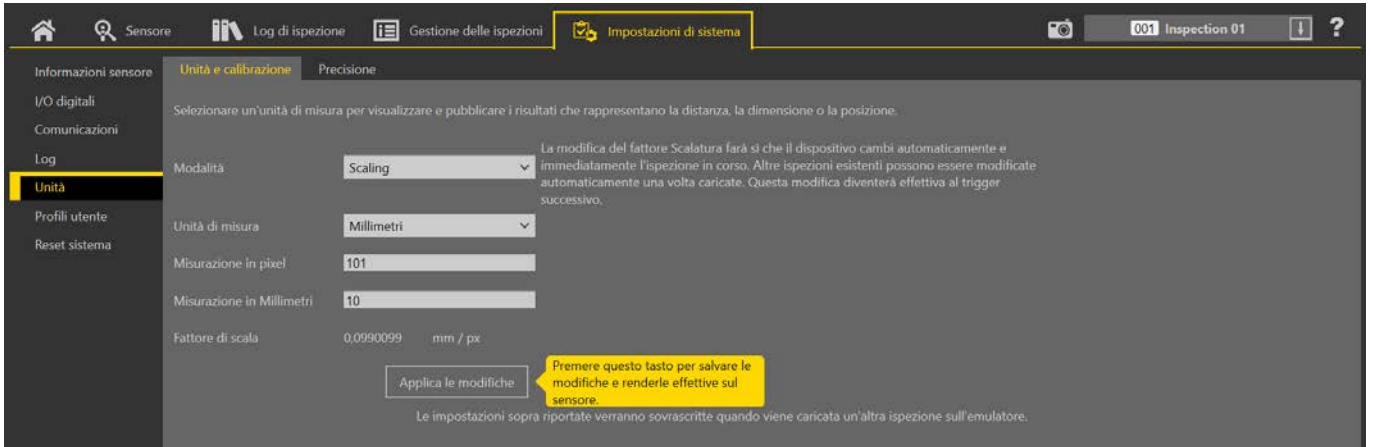 Sensore
Log di ispezione
Gestione delle ispezioni
Impostazioni di sistema
001 Inspection 01
?
Informazioni sensore
I/O digitali
Comunicazioni
Log
Unità
Profili utente
Reset sistema
Unità e calibrazione
Precisione
Selezionare un'unità di misura per visualizzare e pubblicare i risultati che rappresentano la distanza, la dimensione o la posizione.
Modalità
Scaling
La modifica del fattore Scalatura farà sì che il dispositivo cambi automaticamente e
immediatamente l'ispezione in corso. Altre ispezioni esistenti possono essere modificate
automaticamente una volta caricate. Questa modifica diventerà effettiva al trigger
successivo.
Unità di misura
Millimetri
Misurazione in pixel
101
Misurazione in Millimetri
10
Fattore di scala
0,0990099
mm / px
Applica le modifiche
Premere questo tasto per salvare le
modifiche e renderle effettive sul
sensore.
Le impostazioni sopra riportate verranno sovrascritte quando viene caricata un'altra ispezione sull'emulatore.